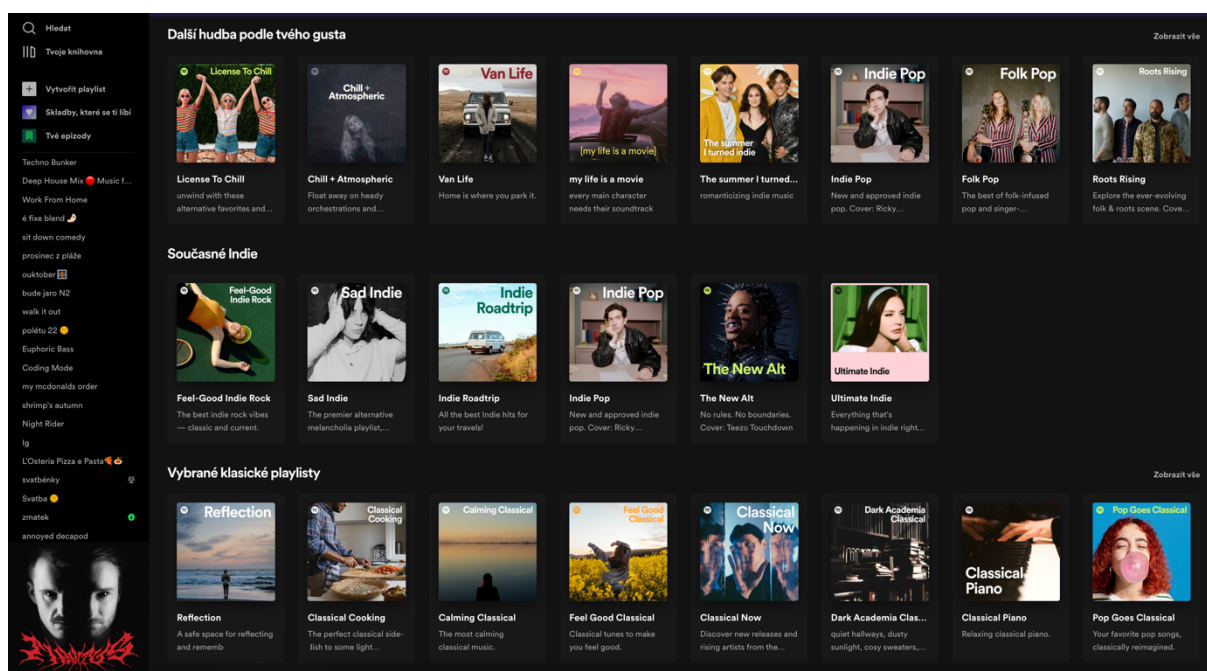 Hledat
Tvoje knihovna
Vytvořit playlist
Skladby, které se ti líbí
Tvé epizody
Techno Bunker
Deep House Mix 🔴 Music f...
Work From Home
é fixe blend 🤌🏻
sit down comedy
prosinec z pláže
ouktober 🎆
bude jaro N2
walk it out
polétu 22 🌞
Euphoric Bass
Coding Mode
my mcdonalds order
shrimp's autumn
Night Rider
lg
L'Osteria Pizza e Pasta🍕🍝
svatbénky
Svatba 🌞
zmatek
annoyed decapod
Další hudba podle tvého gusta
Zobrazit vše
License To Chill
Chill +
Atmospheric
Van Life
[my life is a movie]
The summer
I turned indie
Indie Pop
Folk Pop
Roots Rising
License To Chill
unwind with these
alternative favorites and...
Chill + Atmospheric
Float away on heady
orchestrations and...
Van Life
Home is where you park it.
my life is a movie
every main character
needs their soundtrack
The summer I turned...
romanticizing indie music
Indie Pop
New and approved indie
pop. Cover: Ricky...
Folk Pop
The best of folk-infused
pop and singer-...
Roots Rising
Explore the ever-evolving
folk & roots scene. Cove...
Současné Indie
Feel-Good
Indie Rock
Sad Indie
Indie
Roadtrip
Indie Pop
The New Alt
Ultimate Indie
Feel-Good Indie Rock
The best indie rock vibes
— classic and current.
Sad Indie
The premier alternative
melancholia playlist,...
Indie Roadtrip
All the best Indie hits for
your travels!
Indie Pop
New and approved indie
pop. Cover: Ricky...
The New Alt
No rules. No boundaries.
Cover: Teezo Touchdown
Ultimate Indie
Everything that's
happening in indie right...
Vybrané klasické playlisty
Zobrazit vše
Reflection
Classical
Cooking
Calming Classical
Feel Good
Classical
Classical
Now
Dark Academia
Classical
Classical
Piano
Pop Goes Classical
Reflection
A safe space for reflecting
and rememb
Classical Cooking
The perfect classical side-
lish to some light...
Calming Classical
The most calming
classical music.
Feel Good Classical
Classical tunes to make
you feel good.
Classical Now
Discover new releases and
rising artists from the...
Dark Academia Clas...
quiet hallways, dusty
sunlight, cosy sweaters,...
Classical Piano
Relaxing classical piano.
Pop Goes Classical
Your favorite pop songs,
classically reimagined.